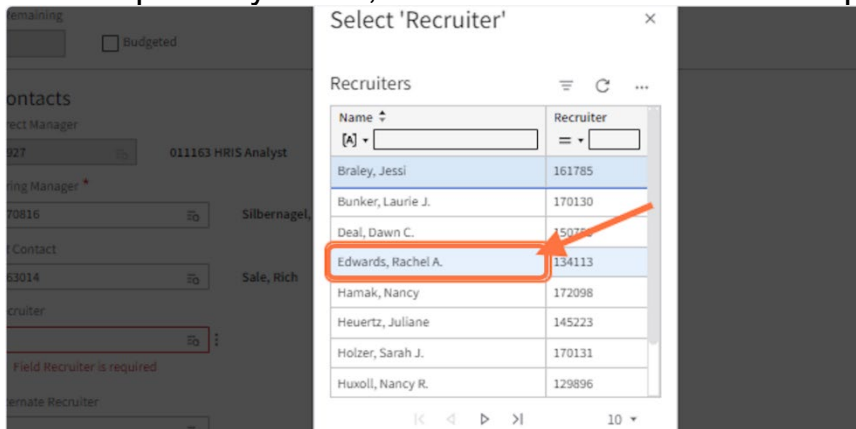 Remaining
Budgeted
Select 'Recruiter'
×
Recruiters
...
Name
Recruiter
[A]
=
Braley, Jessi 161785
Bunker, Laurie J. 170130
Deal, Dawn C.
Edwards, Rachel A. 134113
Hamak, Nancy 172098
Heuertz, Juliane 145223
Holzer, Sarah J. 170131
Huxoll, Nancy R. 129896
10
ontacts
rect Manager
927 011163 HRIS Analyst
ring Manager *
70816 Silbernagel,
Contact
63014 Sale, Rich
cruiter
Field Recruiter is required
ernate Recruiter